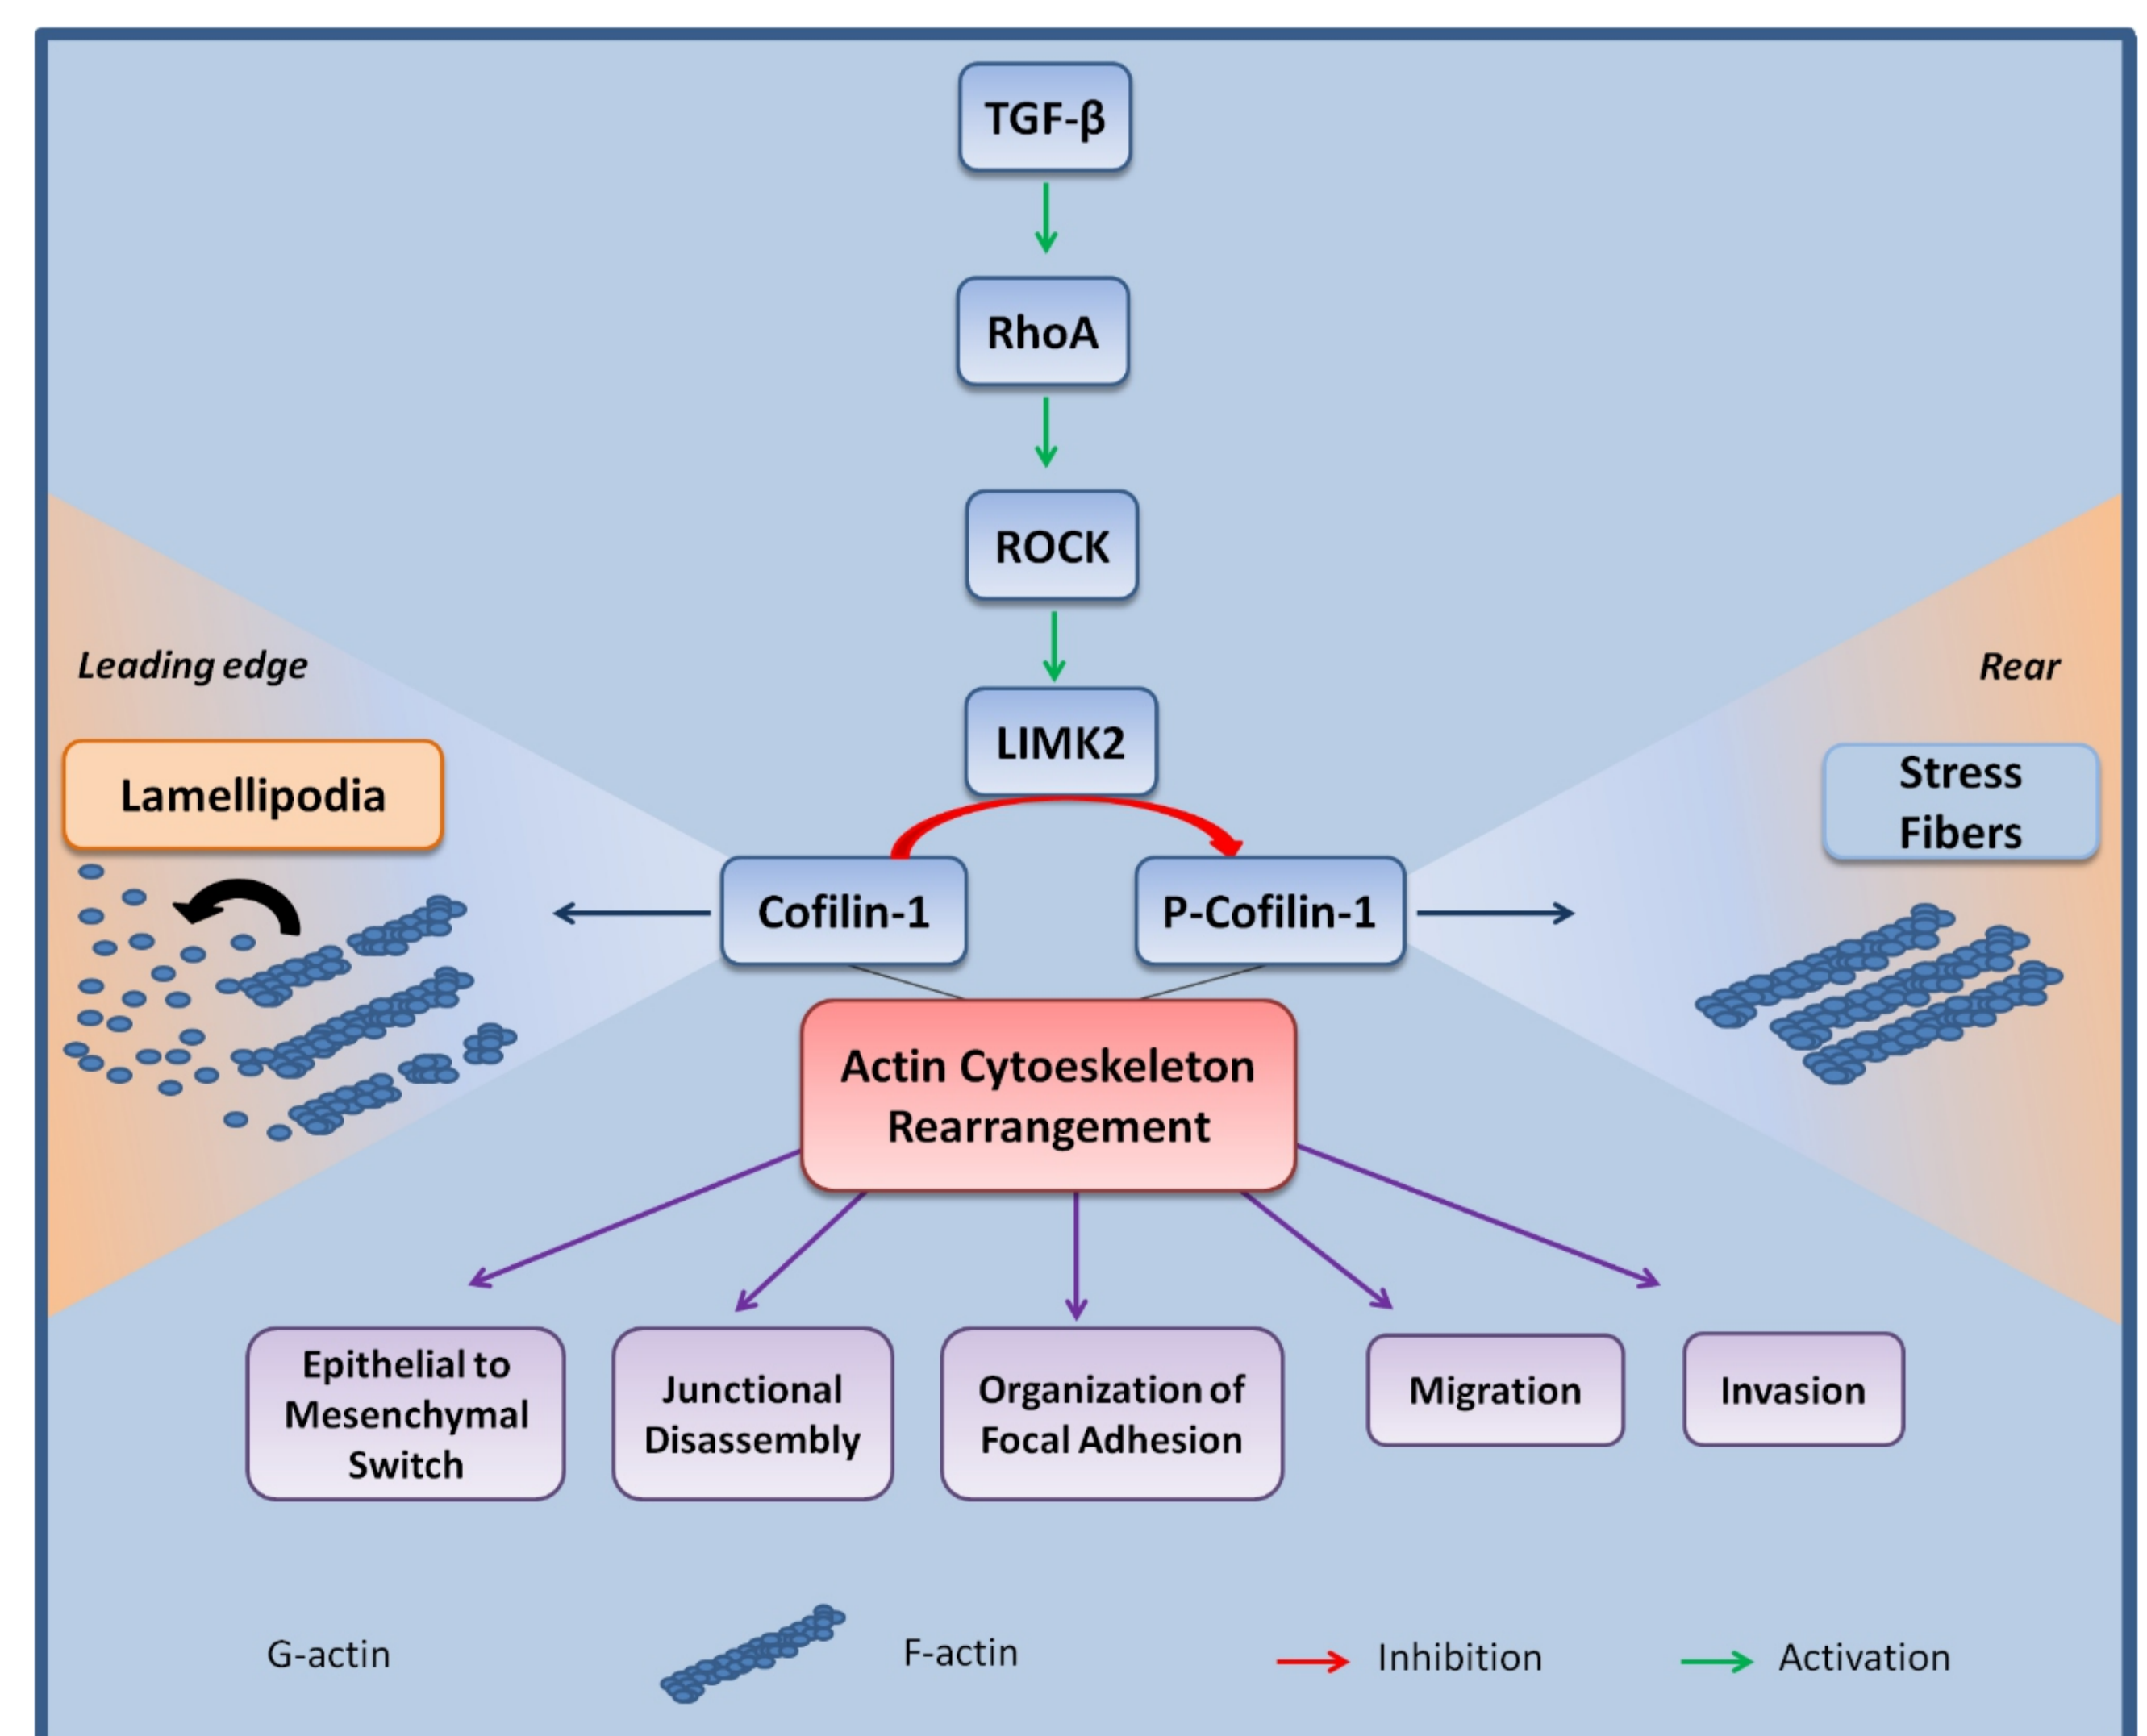 TGF-β
RhoA
ROCK
LIMK2
Leading edge
Rear
Lamellipodia
Stress
Fibers
Cofilin-1
P-Cofilin-1
Actin Cytoeskeleton
Rearrangement
Epithelial to
Mesenchymal
Switch
Junctional
Disassembly
Organization of
Focal Adhesion
Migration
Invasion
G-actin
F-actin
Inhibition
Activation